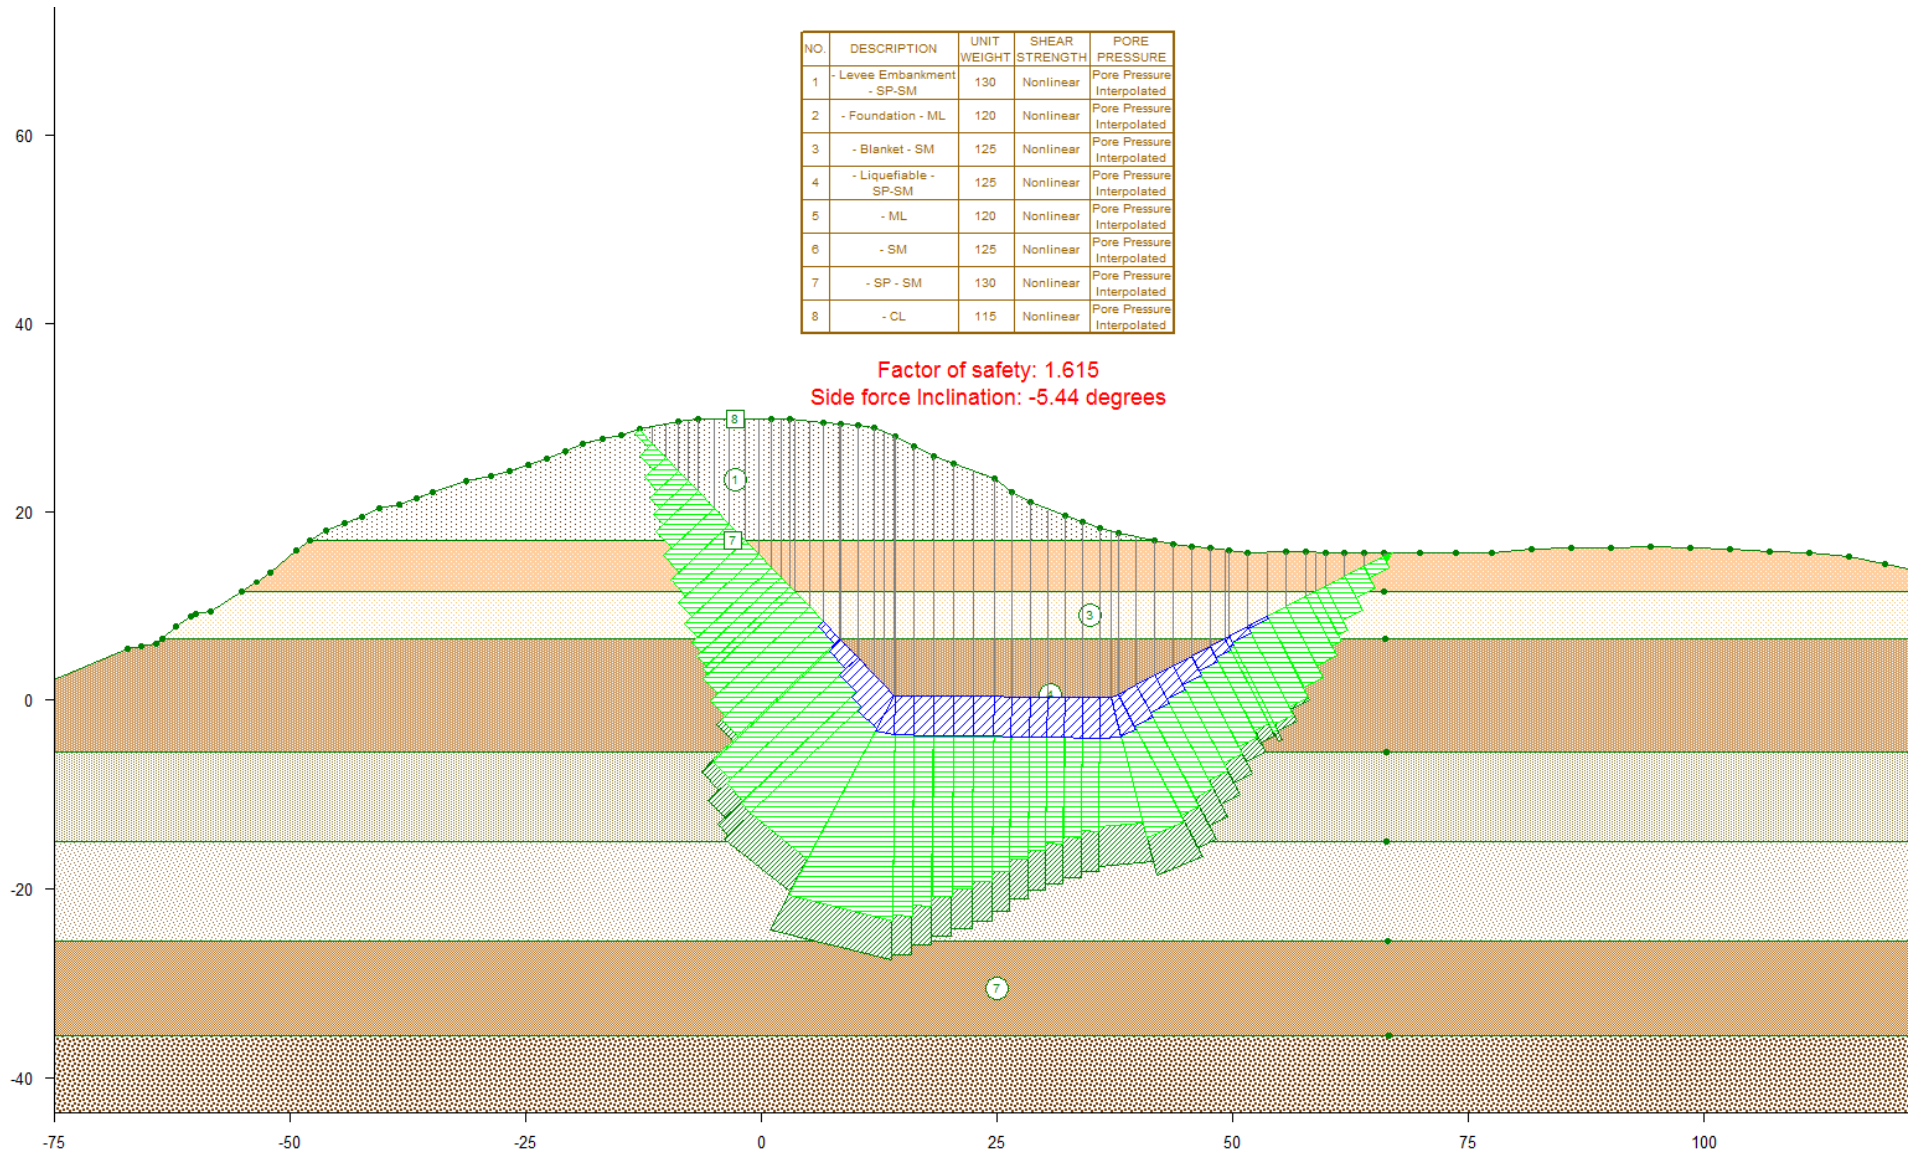 NO. DESCRIPTION UNIT WEIGHT SHEAR STRENGTH PORE PRESSURE
1 - Levee Embankment - SP-SM 130 Nonlinear Pore Pressure Interpolated
2 - Foundation - ML 120 Nonlinear Pore Pressure Interpolated
3 - Blanket - SM 125 Nonlinear Pore Pressure Interpolated
4 - Liquefiable - SP-SM 125 Nonlinear Pore Pressure Interpolated
5 - ML 120 Nonlinear Pore Pressure Interpolated
6 - SM 125 Nonlinear Pore Pressure Interpolated
7 - SP - SM 130 Nonlinear Pore Pressure Interpolated
8 - CL 115 Nonlinear Pore Pressure Interpolated
60
40
Factor of safety: 1.615
Side force Inclination: -5.44 degrees
8
1
20
7
3
0
-20
7
-40
-75 -50 -25 0 25 50 75 100